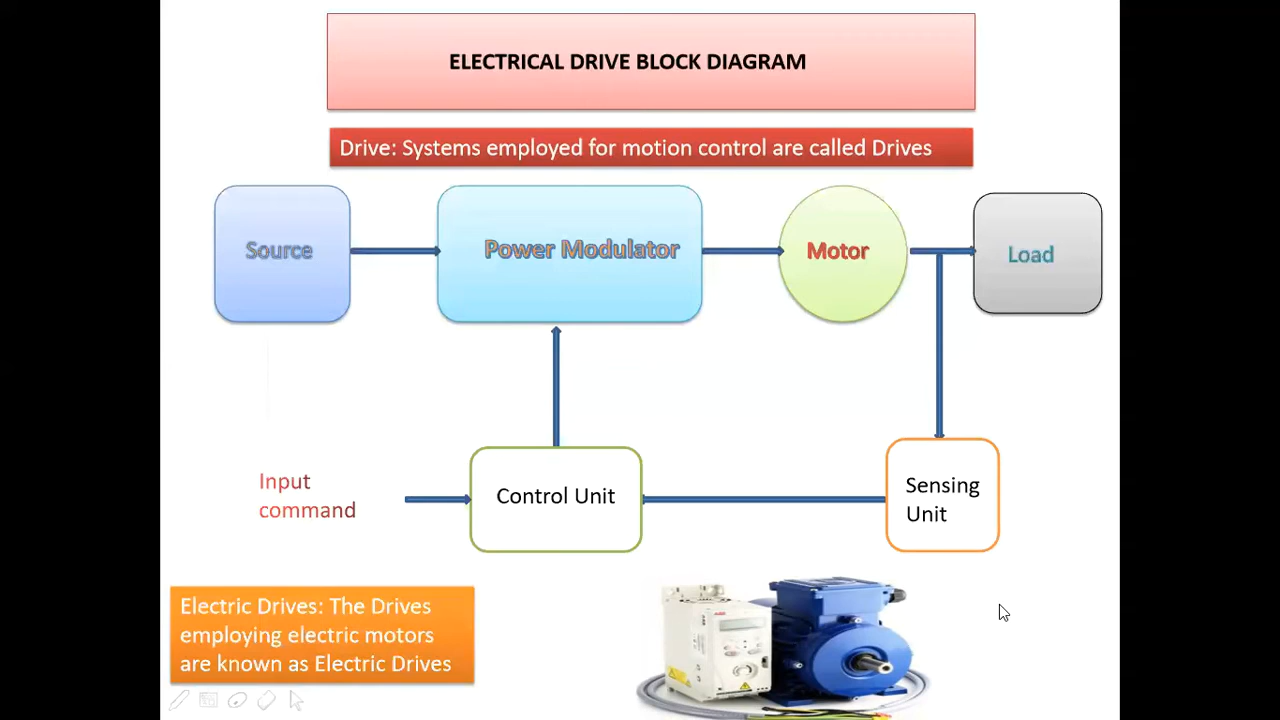 ELECTRICAL DRIVE BLOCK DIAGRAM
Drive: Systems employed for motion control are called Drives
Source
Power Modulator
Motor
Load
Input
command
Control Unit
Sensing
Unit
Electric Drives: The Drives
employing electric motors
are known as Electric Drives